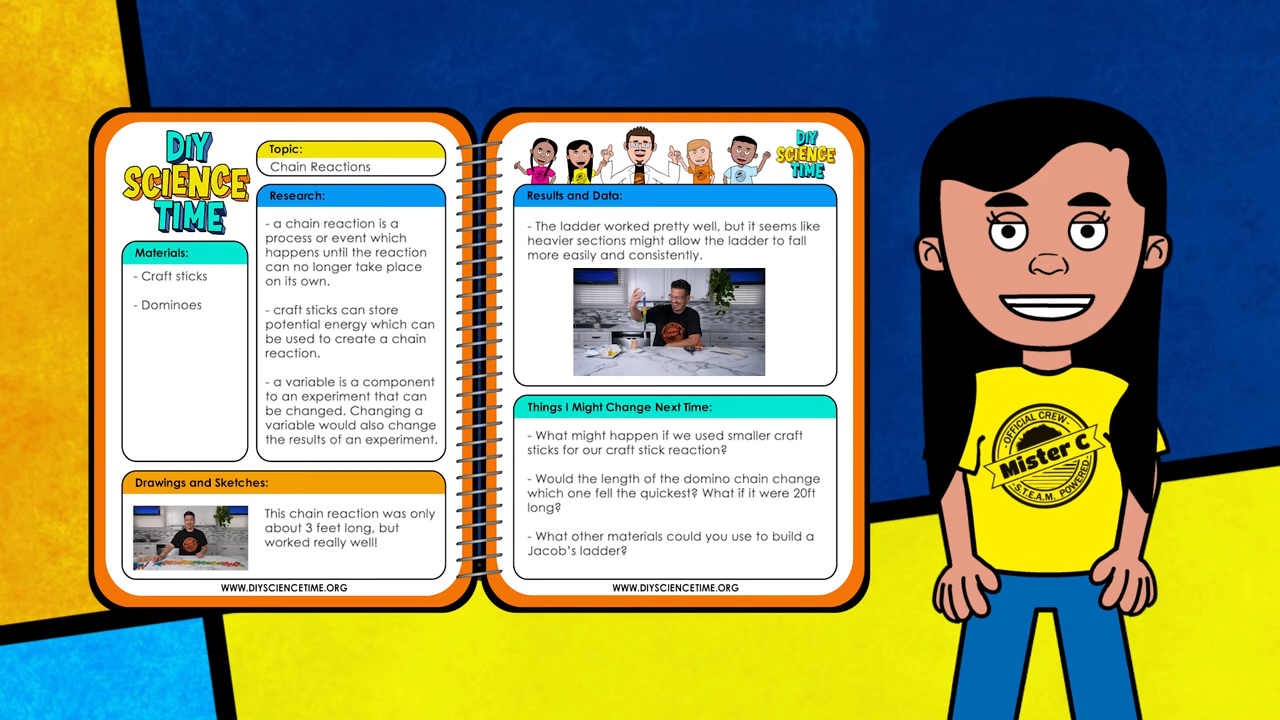 DIY
SCIENCE
TIME
Topic:
Chain Reactions
Research:
- a chain reaction is a
process or event which
happens until the reaction
can no longer take place
on its own.
- craft sticks can store
potential energy which can
be used to create a chain
reaction.
- a variable is a component
to an experiment that can
be changed. Changing a
variable would also change
the results of an experiment.
Materials:
- Craft sticks
- Dominoes
Drawings and Sketches:
This chain reaction was only
about 3 feet long, but
worked really well!
WWW.DIYSCIENCETIME.ORG
DIY
SCIENCE
TIME
Results and Data:
- The ladder worked pretty well, but it seems like
heavier sections might allow the ladder to fall
more easily and consistently.
Things I Might Change Next Time:
- What might happen if we used smaller craft
sticks for our craft stick reaction?
- Would the length of the domino chain change
which one fell the quickest? What if it were 20ft
long?
- What other materials could you use to build a
Jacob's ladder?
WWW.DIYSCIENCETIME.ORG
- OFFICIAL CREW -
Mister C
S.T.E.A.M. POWERED